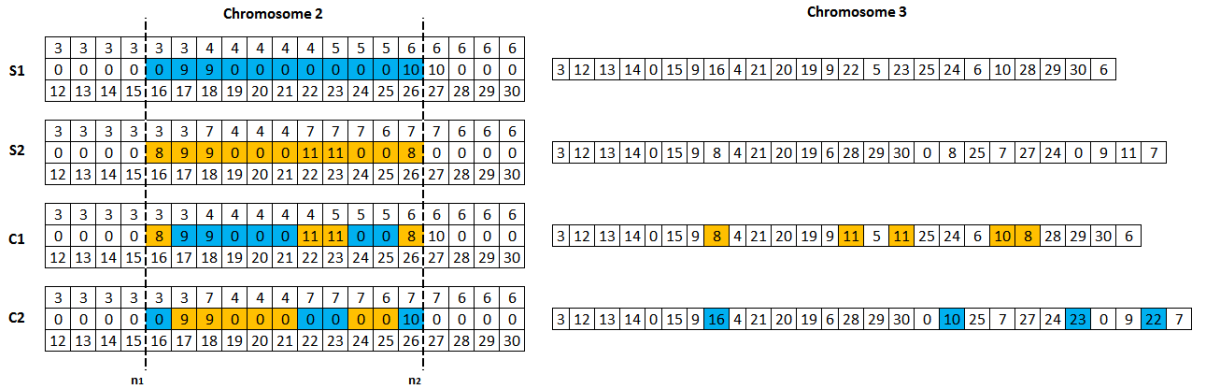 Chromosome 2 Chromosome 3
3 3 3 3 3 3 4 4 4 4 4 5 5 5 6 6 6 6 6
S1 0 0 0 0 0 9 9 0 0 0 0 0 0 0 10 10 0 0 0
3 12 13 14 0 15 9 16 4 21 20 19 9 22 5 23 25 24 6 10 28 29 30 6
12 13 14 15 16 17 18 19 20 21 22 23 24 25 26 27 28 29 30
3 3 3 3 3 3 7 4 4 4 7 7 7 6 7 7 6 6 6
S2 0 0 0 0 8 9 9 0 0 0 11 11 0 0 8 0 0 0 0
3 12 13 14 0 15 9 8 4 21 20 19 6 28 29 30 0 8 25 7 27 24 0 9 11 7
12 13 14 15 16 17 18 19 20 21 22 23 24 25 26 27 28 29 30
3 3 3 3 3 3 4 4 4 4 4 5 5 5 6 6 6 6 6
C1 0 0 0 0 8 9 9 0 0 0 11 11 0 0 8 10 0 0 0
3 12 13 14 0 15 9 8 4 21 20 19 9 11 5 11 25 24 6 10 8 28 29 30 6
12 13 14 15 16 17 18 19 20 21 22 23 24 25 26 27 28 29 30
3 3 3 3 3 3 7 4 4 4 7 7 7 6 7 7 6 6 6
C2 0 0 0 0 0 9 9 0 0 0 0 0 0 0 10 0 0 0 0
3 12 13 14 0 15 9 16 4 21 20 19 6 28 29 30 0 10 25 7 27 24 23 0 9 22 7
12 13 14 15 16 17 18 19 20 21 22 23 24 25 26 27 28 29 30
n1 n2